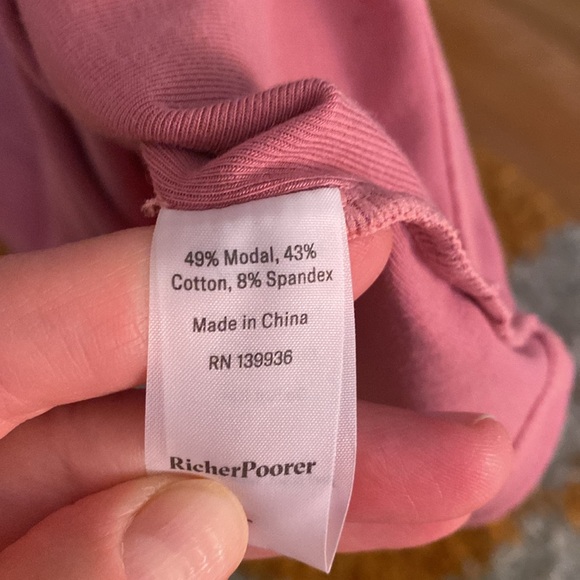 49% Modal, 43%
Cotton, 8% Spandex
Made in China
RN 139936
RicherPoorer